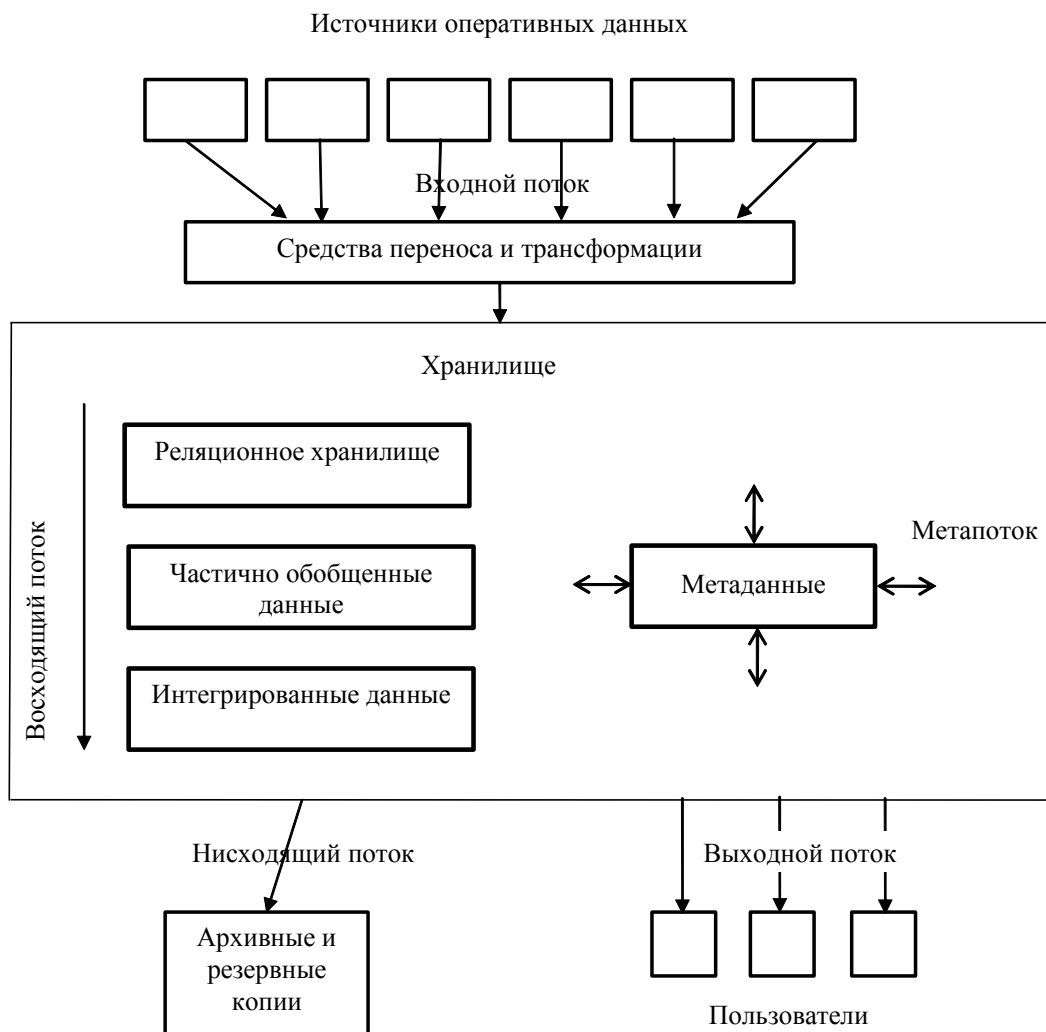 Источники оперативных данных
Входной поток
Средства переноса и трансформации
Хранилище
Восходящий поток
Реляционное хранилище
Метапоток
Частично обобщенные
данные
Метаданные
Интегрированные данные
Нисходящий поток
Выходной поток
Архивные и
резервные
копии
Пользователи